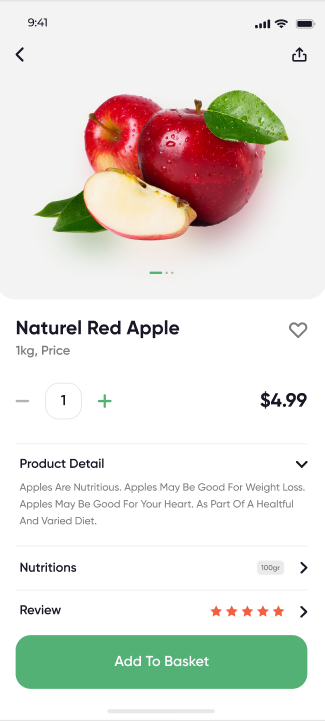 9:41
Naturel Red Apple
1kg, Price
1
$4.99
Product Detail
Apples Are Nutritious. Apples May Be Good For Weight Loss.
Apples May Be Good For Your Heart. As Part Of A Healtful
And Varied Diet.
Nutritions
100gr
Review
Add To Basket